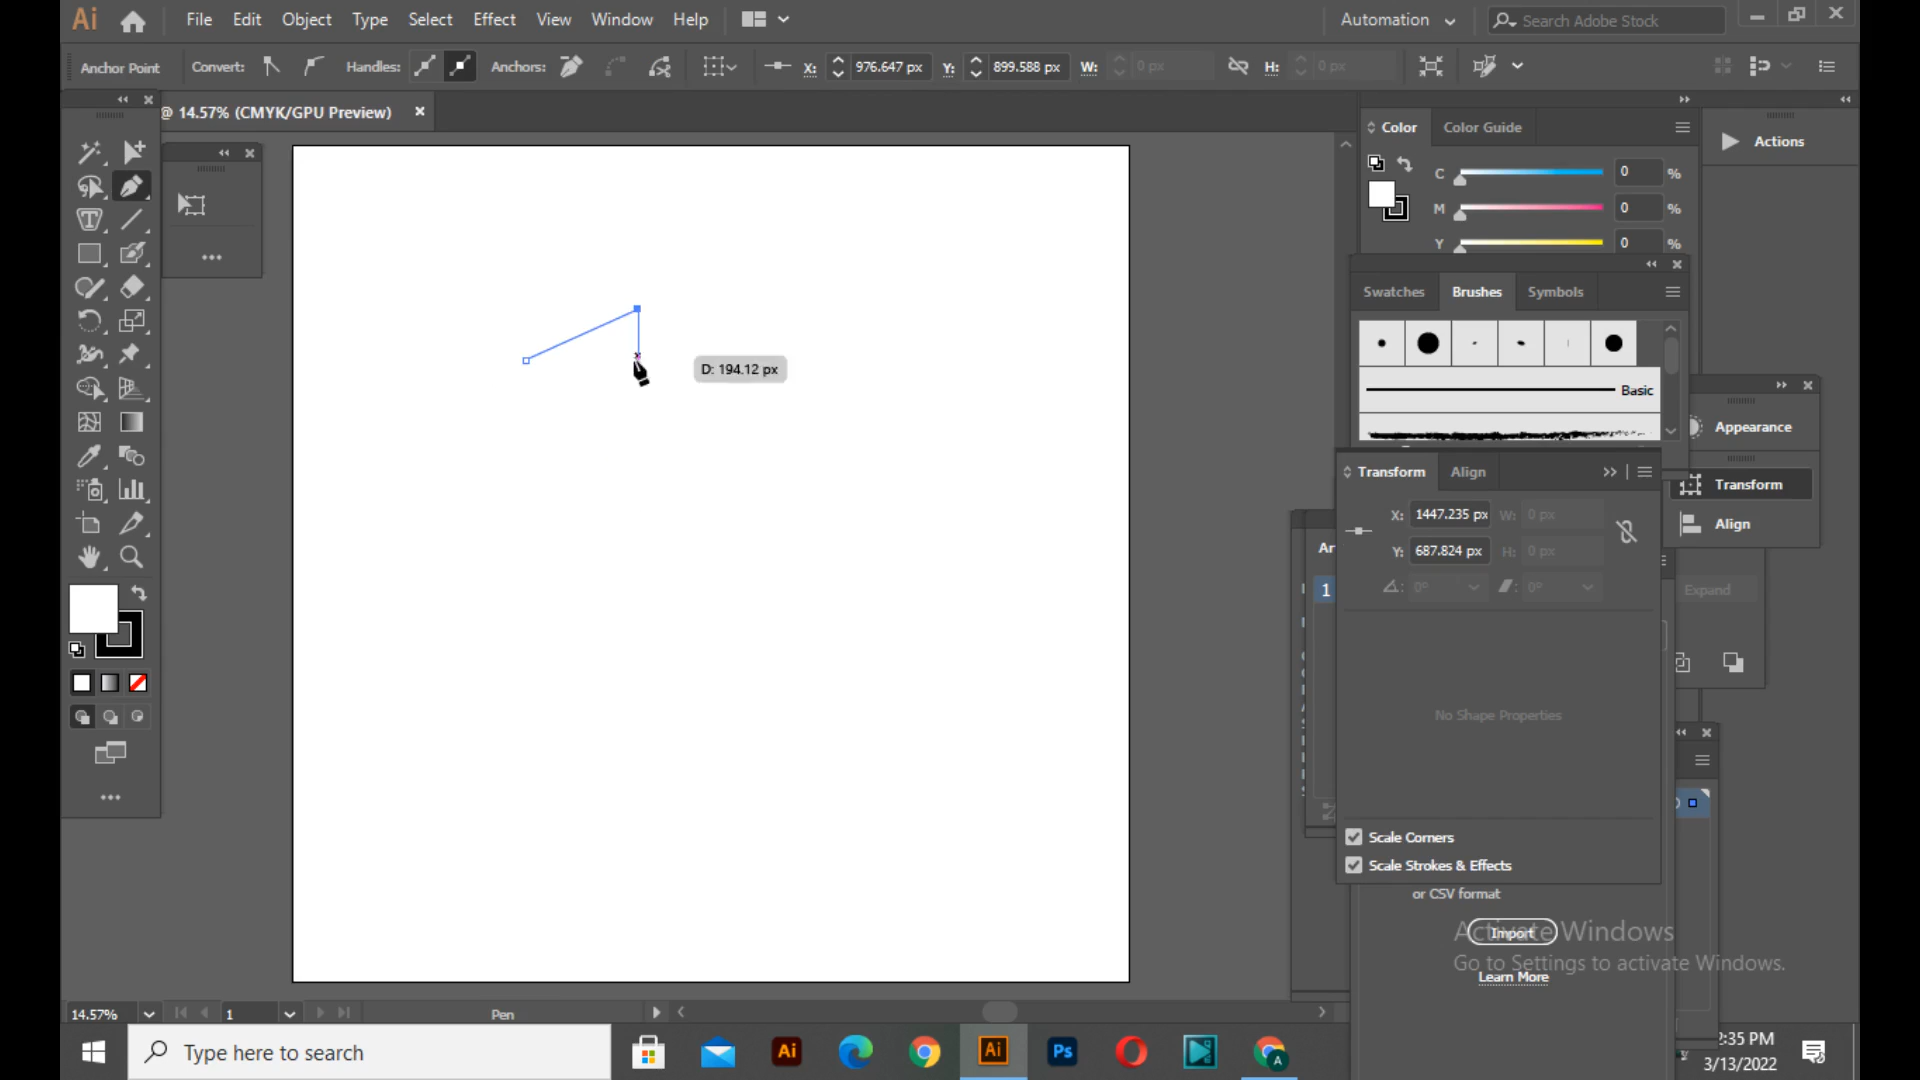 Ai File Edit Object Type Select Effect View Window Help Automation Search Adobe Stock
Anchor Point Convert: Handles: Anchors: X: 976.647 px Y: 899.588 px W: 0 px H: 0 px
@ 14.57% (CMYK/GPU Preview)
Color Color Guide
Actions
C 0 %
M 0 %
Y 0 %
Swatches Brushes Symbols
D: 194.12 px
Basic
Appearance
Transform Align
Transform
Align
X: 1447.235 px W: 0 px
Y: 687.824 px H: 0 px
0° 0°
Ar
1
Expand
No Shape Properties
Scale Corners
Scale Strokes & Effects
or CSV format
Import
Learn More
Activate Windows
Go to Settings to activate Windows.
14.57% 1 Pen
Type here to search
Ai Ai Ps A
2:35 PM
3/13/2022